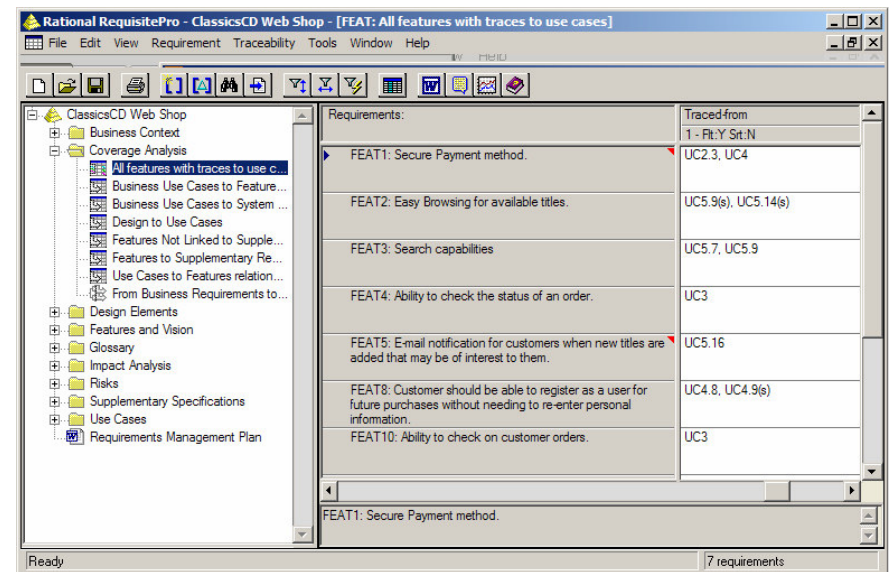 Rational RequisitePro - ClassicsCD Web Shop - [FEAT: All features with traces to use cases]
File Edit View Requirement Traceability Tools Window Help
ClassicsCD Web Shop
Business Context
Coverage Analysis
All features with traces to use c...
Business Use Cases to Feature...
Business Use Cases to System ...
Design to Use Cases
Features Not Linked to Supple...
Features to Supplementary Re...
Use Cases to Features relation...
From Business Requirements to...
Design Elements
Features and Vision
Glossary
Impact Analysis
Risks
Supplementary Specifications
Use Cases
Requirements Management Plan
Requirements: Traced-from
1 - Flt:Y Srt:N
FEAT1: Secure Payment method. UC2.3, UC4
FEAT2: Easy Browsing for available titles. UC5.9(s), UC5.14(s)
FEAT3: Search capabilities UC5.7, UC5.9
FEAT4: Ability to check the status of an order. UC3
FEAT5: E-mail notification for customers when new titles are UC5.16
added that may be of interest to them.
FEAT8: Customer should be able to register as a user for UC4.8, UC4.9(s)
future purchases without needing to re-enter personal
information.
FEAT10: Ability to check on customer orders. UC3
FEAT1: Secure Payment method.
Ready 7 requirements